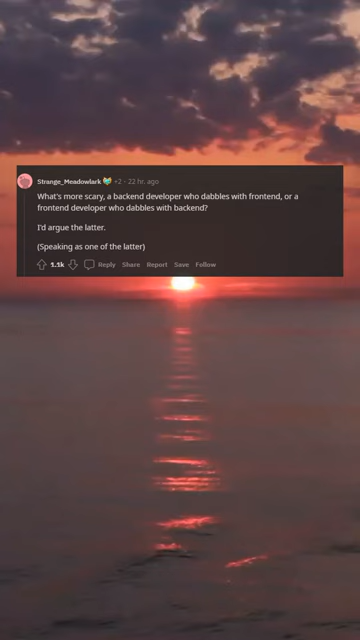 Strange_Meadowlark +2 · 22 hr. ago
What's more scary, a backend developer who dabbles with frontend, or a
frontend developer who dabbles with backend?
I'd argue the latter.
(Speaking as one of the latter)
1.1k Reply Share Report Save Follow